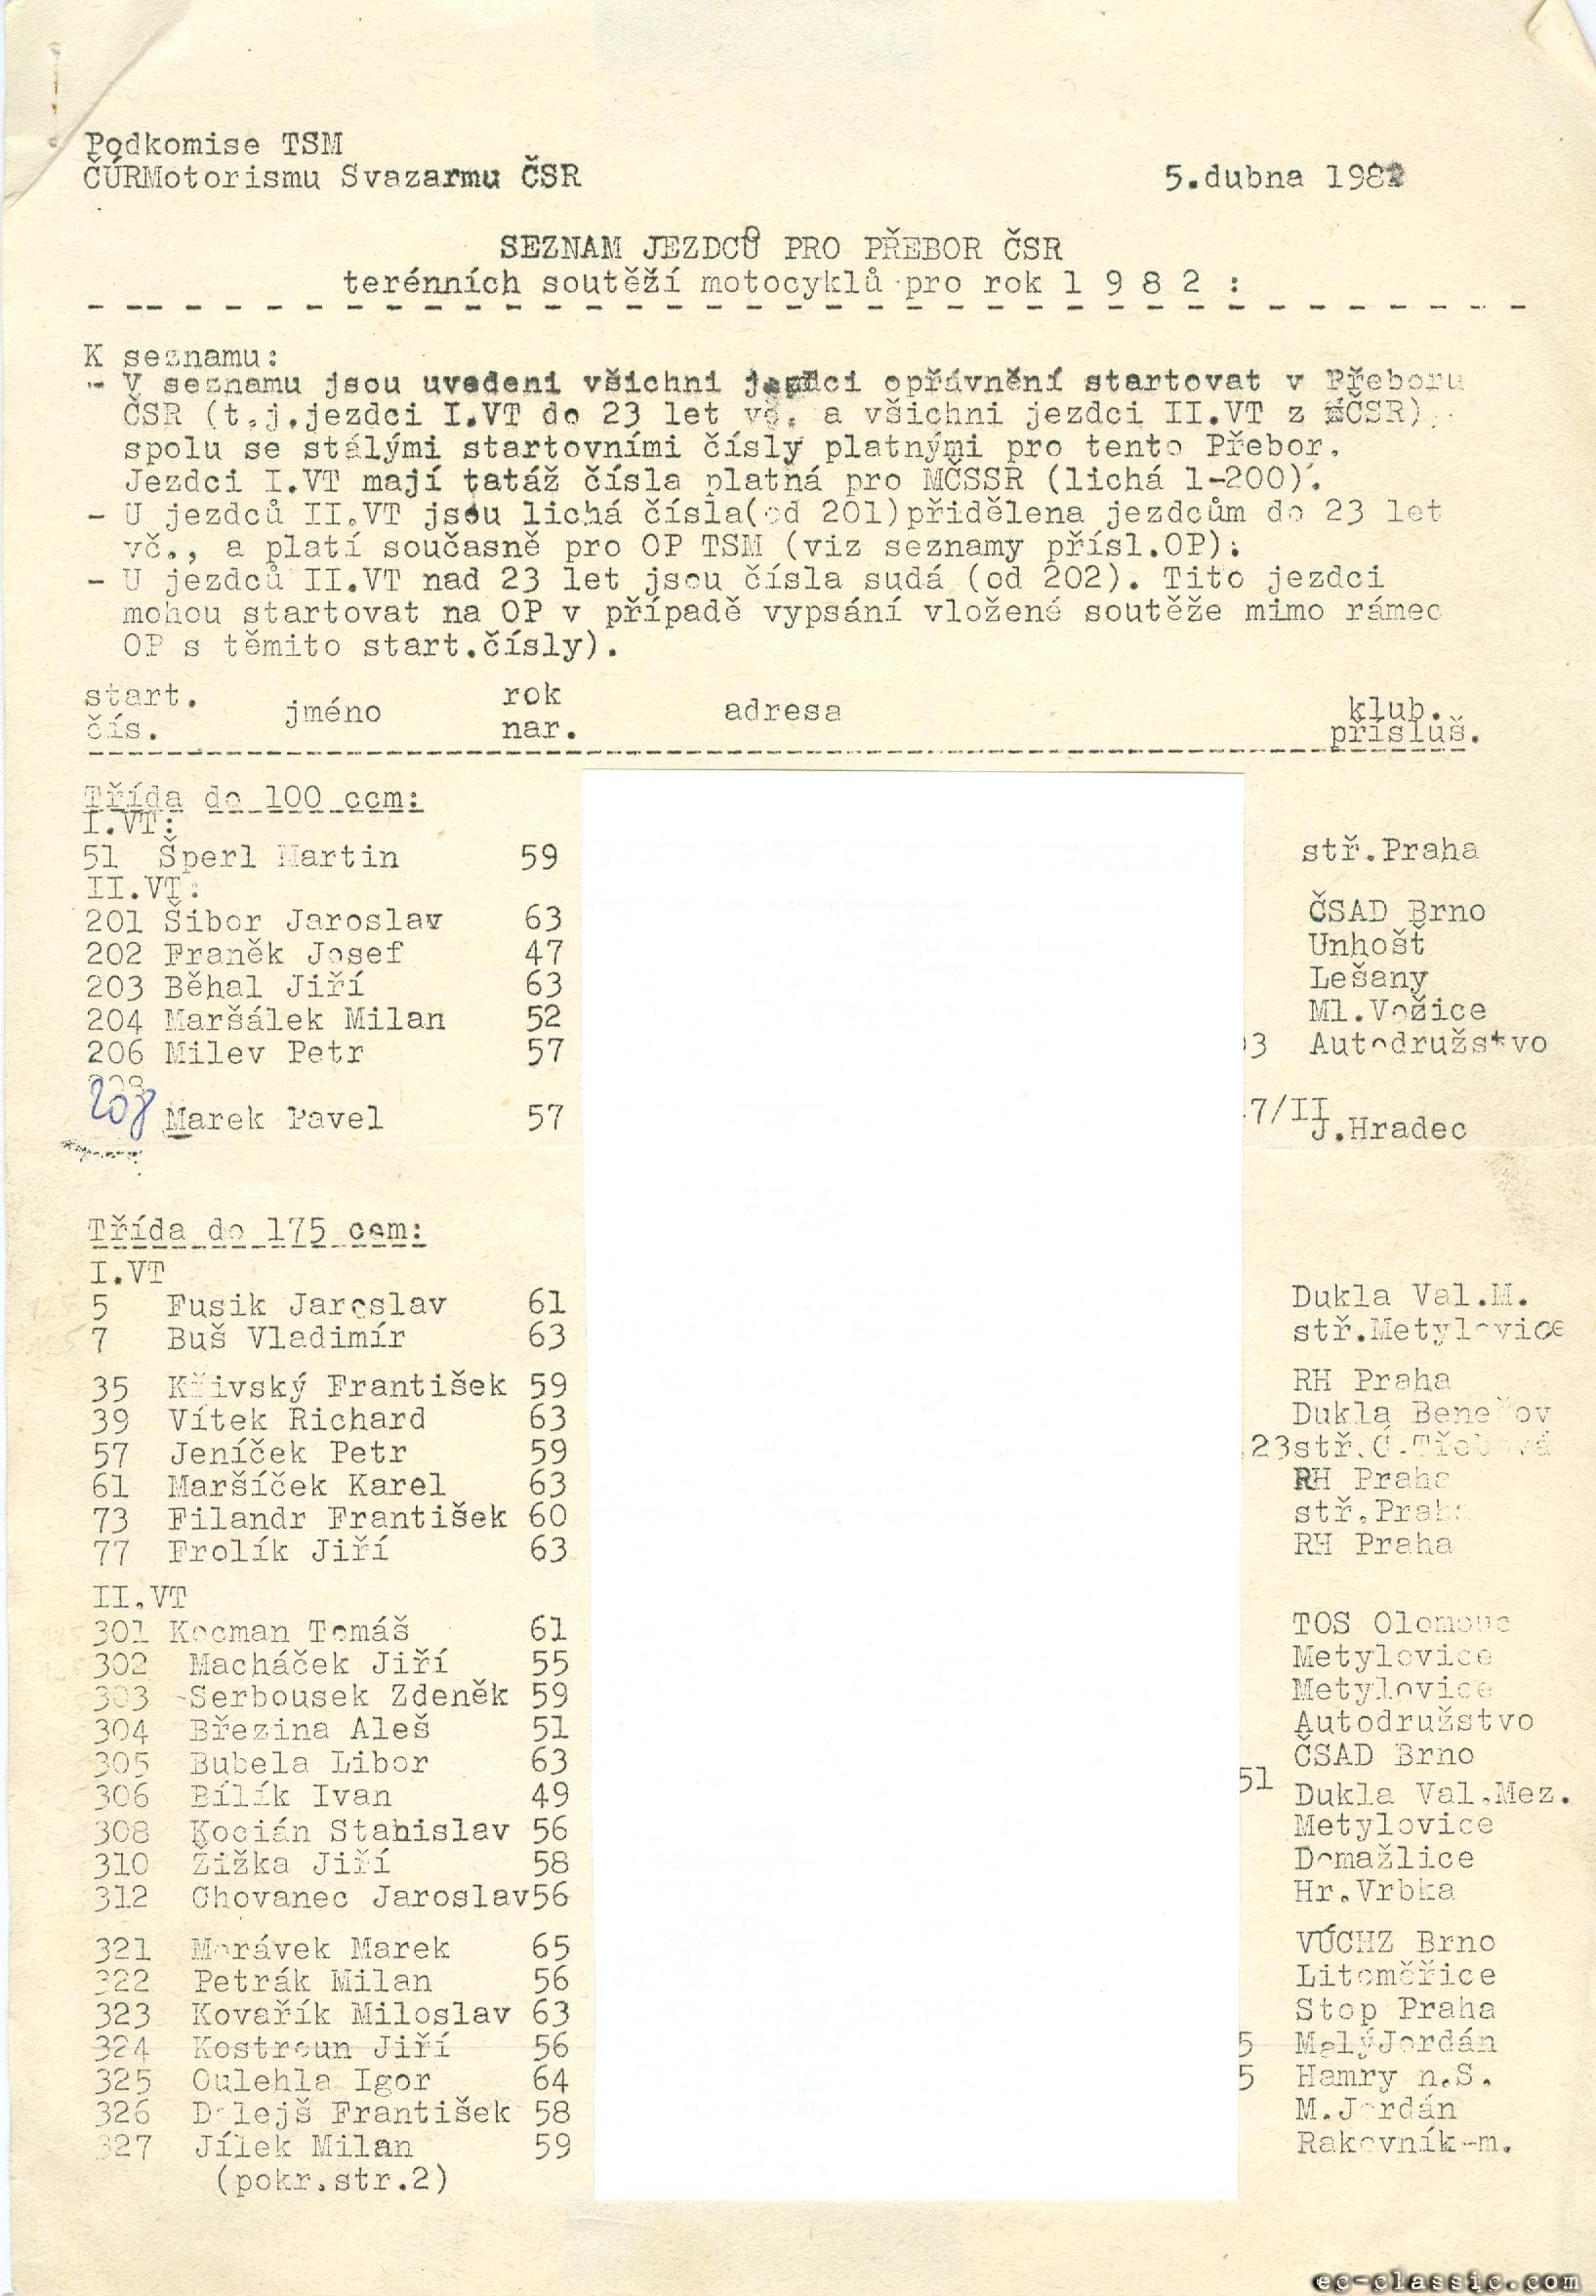 Podkomise TSM
ČÚRMotorismu Svazarmu ČSR 5.dubna 1982
SEZNAM JEZDCŮ PRO PŘEBOR ČSR
terénních soutěží motocyklů pro rok 1 9 8 2 :
K seznamu:
- V seznamu jsou uvedeni všichni jezdci oprávnění startovat v Přeboru
ČSR (t.j.jezdci I.VT do 23 let vč. a všichni jezdci II.VT z ČSR),
spolu se stálými startovními čísly platnými pro tento Přebor.
Jezdci I.VT mají tatáž čísla platná pro MČSSR (lichá 1-200).
- U jezdců II.VT jsou lichá čísla(od 201)přidělena jezdcům do 23 let
vč., a platí současně pro OP TSM (viz seznamy přísl.OP).
- U jezdců II.VT nad 23 let jsou čísla sudá (od 202). Tito jezdci
mohou startovat na OP v případě vypsání vložené soutěže mimo rámec
OP s těmito start.čísly).
start. čís. jméno rok nar. adresa klub. přísluš.
Třída do 100 ccm:
I.VT:
51 Šperl Martin 59 stř.Praha
II.VT:
201 Šibor Jaroslav 63 ČSAD Brno
202 Franěk Josef 47 Unhošť
203 Běhal Jiří 63 Lešany
204 Maršálek Milan 52 Ml.Vožice
206 Milev Petr 57 3 Autodružstvo
208
208 Marek Pavel 57 7/II J.Hradec
Třída do 175 ccm:
I.VT
5 Fusik Jaroslav 61 Dukla Val.M.
7 Buš Vladimír 63 stř.Metylovice
35 Křivský František 59 RH Praha
39 Vítek Richard 63 Dukla Benešov
57 Jeníček Petr 59 23stř.Č.Třebová
61 Maršíček Karel 63 RH Praha
73 Filandr František 60 stř.Praha
77 Frolík Jiří 63 RH Praha
II.VT
301 Kocman Tomáš 61 TOS Olomouc
302 Macháček Jiří 55 Metylovice
303 -Serbousek Zdeněk 59 Metylovice
304 Březina Aleš 51 Autodružstvo
305 Bubela Libor 63 ČSAD Brno
306 Bílík Ivan 49 51 Dukla Val.Mez.
308 Kocián Stanislav 56 Metylovice
310 Žižka Jiří 58 Domažlice
312 Chovanec Jaroslav56 Hr.Vrbka
321 Morávek Marek 65 VÚCHZ Brno
322 Petrák Milan 56 Litoměřice
323 Kovařík Miloslav 63 Stop Praha
324 Kostroun Jiří 56 5 MalýJordán
325 Oulehla Igor 64 5 Hamry n.S.
326 Dolejš František 58 M.Jordán
327 Jílek Milan 59 Rakovník-m.
(pokr.str.2)
ec-classic.com